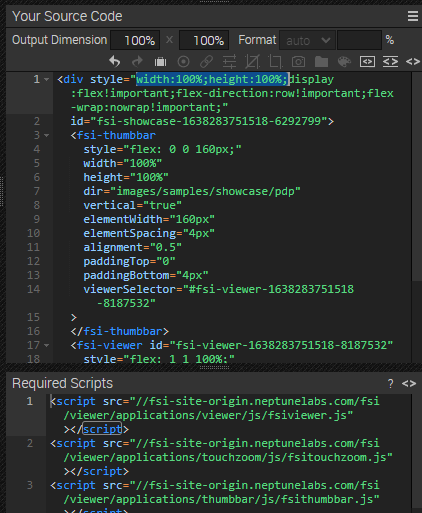 Your Source Code
Output Dimension 100% × 100% Format auto %
1 <div style="width:100%;height:100%;display
:flex!important;flex-direction:row!important;flex
-wrap:nowrap!important;"
2 id="fsi-showcase-1638283751518-6292799">
3 <fsi-thumbbar
4 style="flex: 0 0 160px;"
5 width="100%"
6 height="100%"
7 dir="images/samples/showcase/pdp"
8 vertical="true"
9 elementWidth="160px"
10 elementSpacing="4px"
11 alignment="0.5"
12 paddingTop="0"
13 paddingBottom="4px"
14 viewerSelector="#fsi-viewer-1638283751518
-8187532"
15 >
16 </fsi-thumbbar>
17 <fsi-viewer id="fsi-viewer-1638283751518-8187532"
18 style="flex: 1 1 100%;"
Required Scripts ? <>
1 <script src="//fsi-site-origin.neptunelabs.com/fsi
/viewer/applications/viewer/js/fsiviewer.js"
></script>
2 <script src="//fsi-site-origin.neptunelabs.com/fsi
/viewer/applications/touchzoom/js/fsitouchzoom.js"
></script>
3 <script src="//fsi-site-origin.neptunelabs.com/fsi
/viewer/applications/thumbbar/js/fsithumbbar.js"
></script>